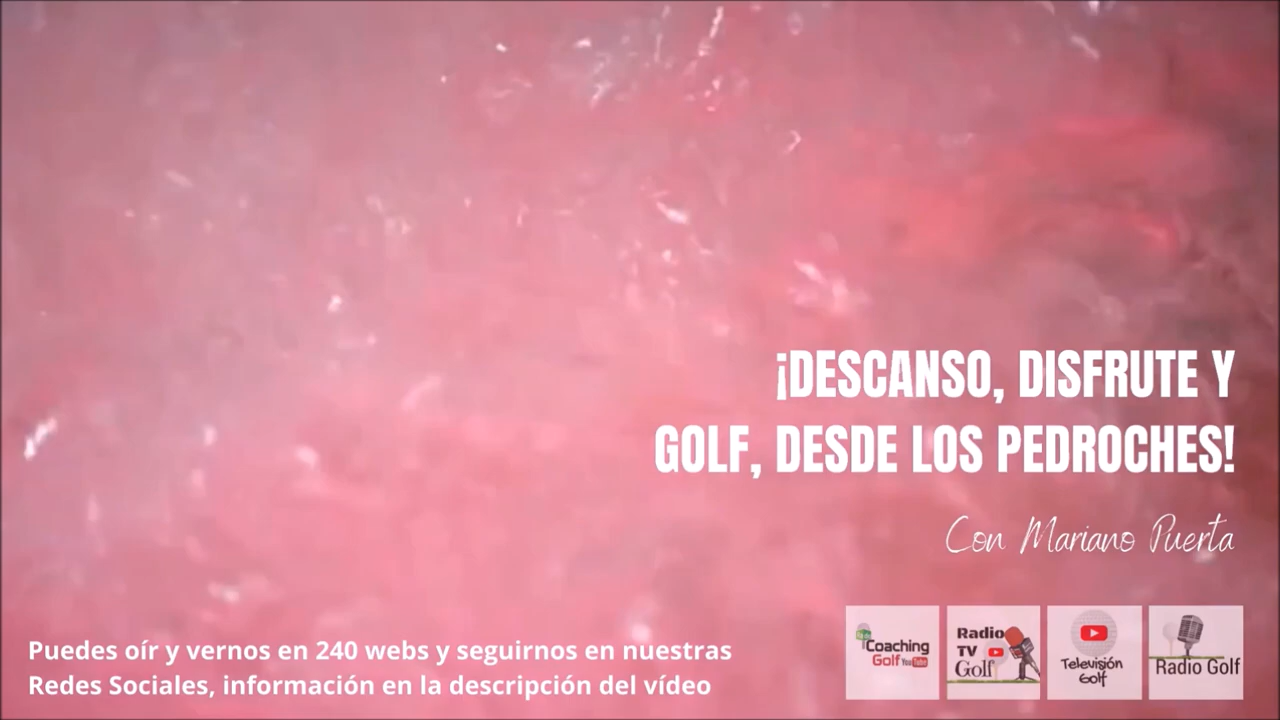 ¡DESCANSO, DISFRUTE Y
GOLF, DESDE LOS PEDROCHES!
Con Mariano Puerta
Puedes oír y vernos en 240 webs y seguirnos en nuestras
Redes Sociales, información en la descripción del vídeo
Coaching
Golf YouTube
Radio
TV
Golf
Televisión
Golf
Radio Golf